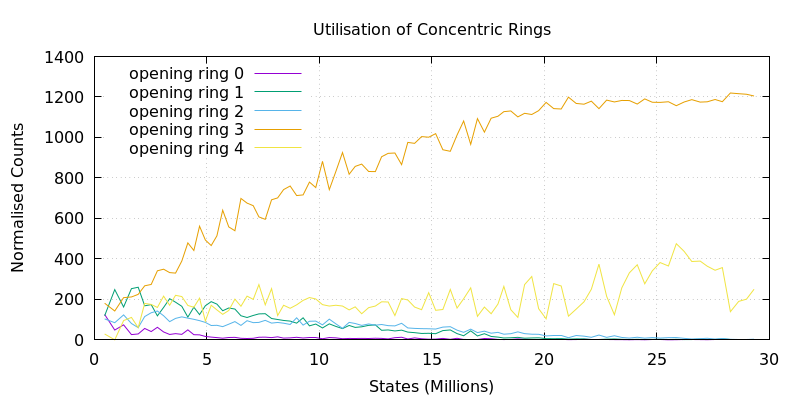 Utilisation of Concentric Rings
1400
1200
1000
800
600
400
200
0
Normalised Counts
opening ring 0
opening ring 1
opening ring 2
opening ring 3
opening ring 4
0 5 10 15 20 25 30
States (Millions)